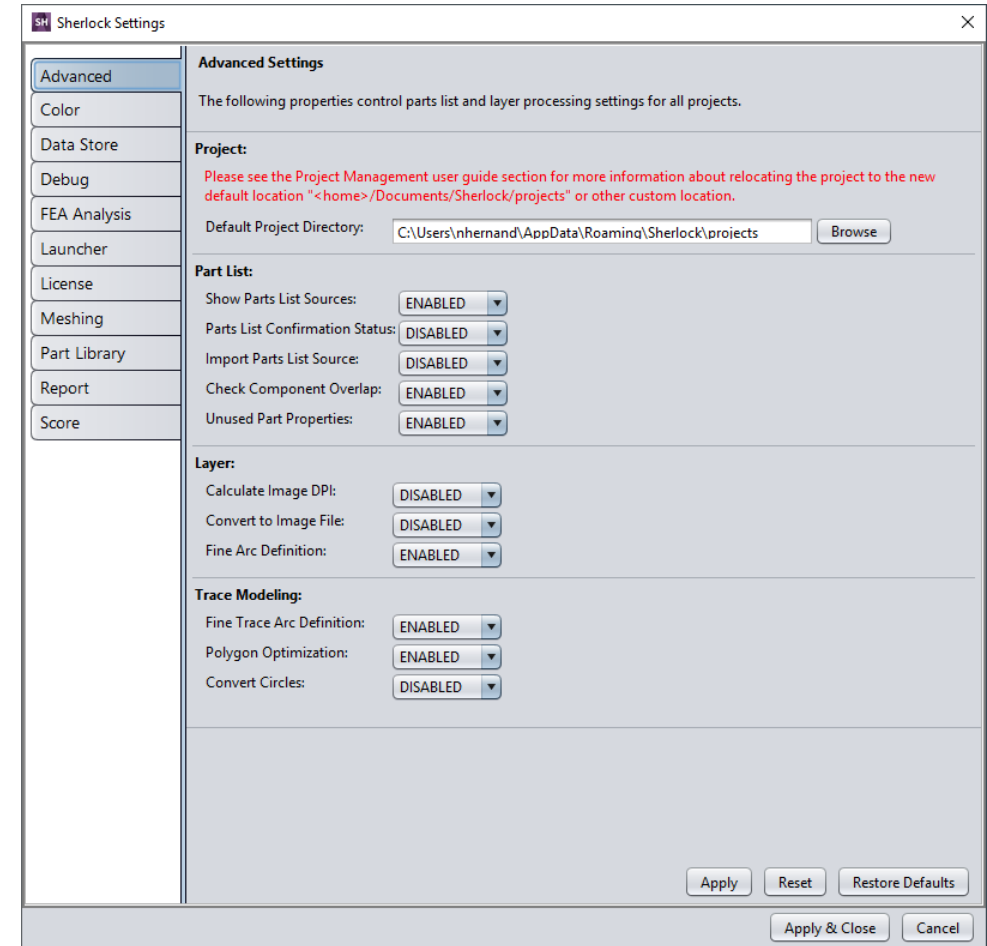 SH Sherlock Settings
Advanced
Color
Data Store
Debug
FEA Analysis
Launcher
License
Meshing
Part Library
Report
Score
Advanced Settings
The following properties control parts list and layer processing settings for all projects.
Project:
Please see the Project Management user guide section for more information about relocating the project to the new
default location "<home>/Documents/Sherlock/projects" or other custom location.
Default Project Directory: C:\Users\nhernand\AppData\Roaming\Sherlock\projects Browse
Part List:
Show Parts List Sources: ENABLED
Parts List Confirmation Status: DISABLED
Import Parts List Source: DISABLED
Check Component Overlap: ENABLED
Unused Part Properties: ENABLED
Layer:
Calculate Image DPI: DISABLED
Convert to Image File: DISABLED
Fine Arc Definition: ENABLED
Trace Modeling:
Fine Trace Arc Definition: ENABLED
Polygon Optimization: ENABLED
Convert Circles: DISABLED
Apply Reset Restore Defaults
Apply & Close Cancel